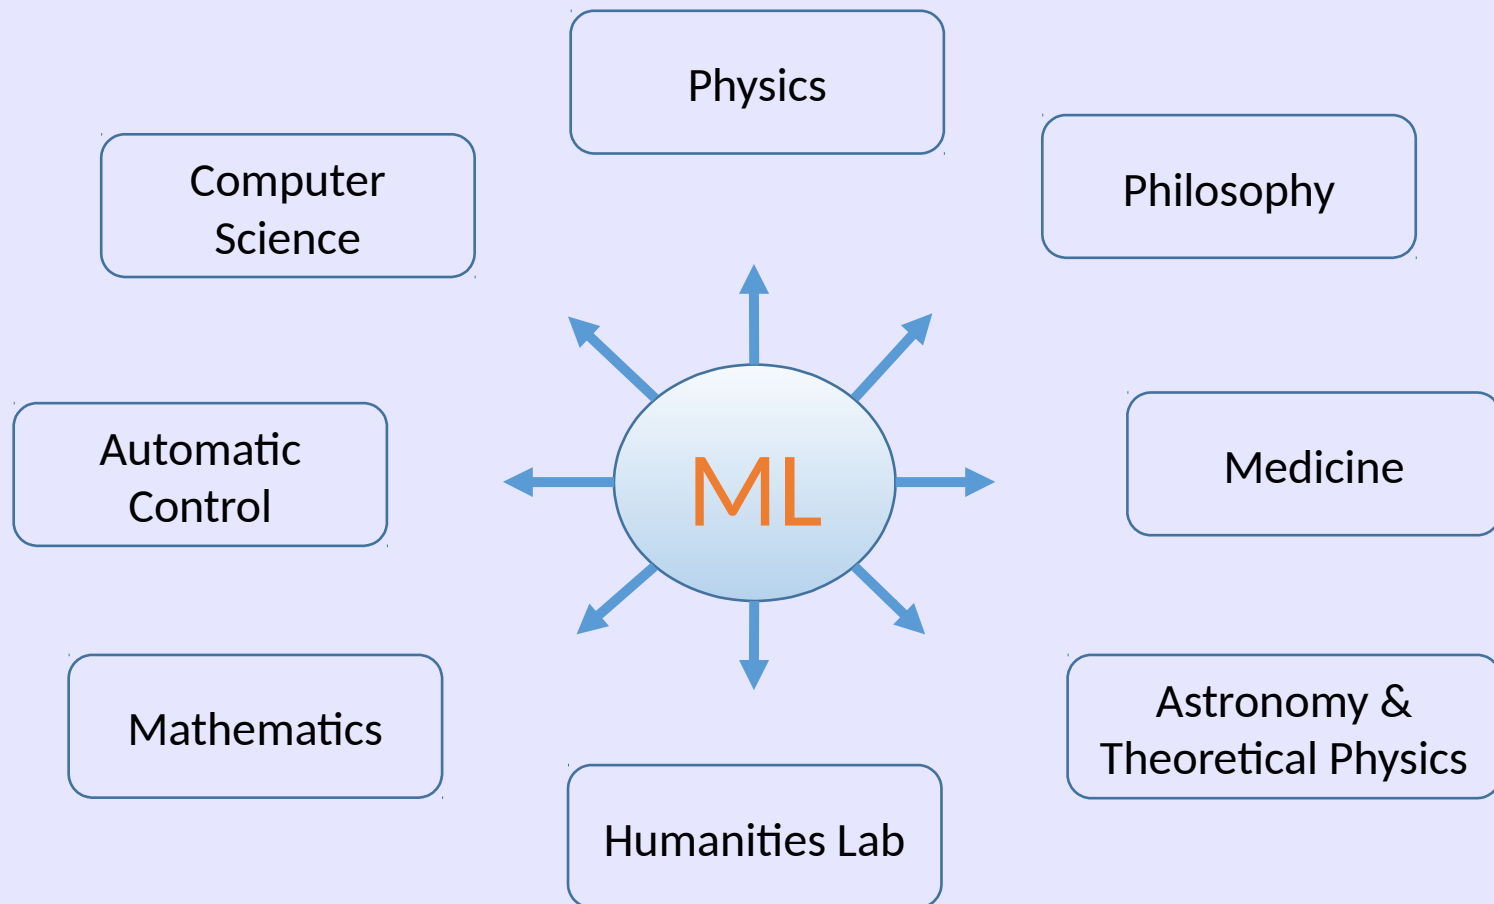 Physics
Computer
Science
Philosophy
Automatic
Control
ML
Medicine
Mathematics
Astronomy &
Theoretical Physics
Humanities Lab